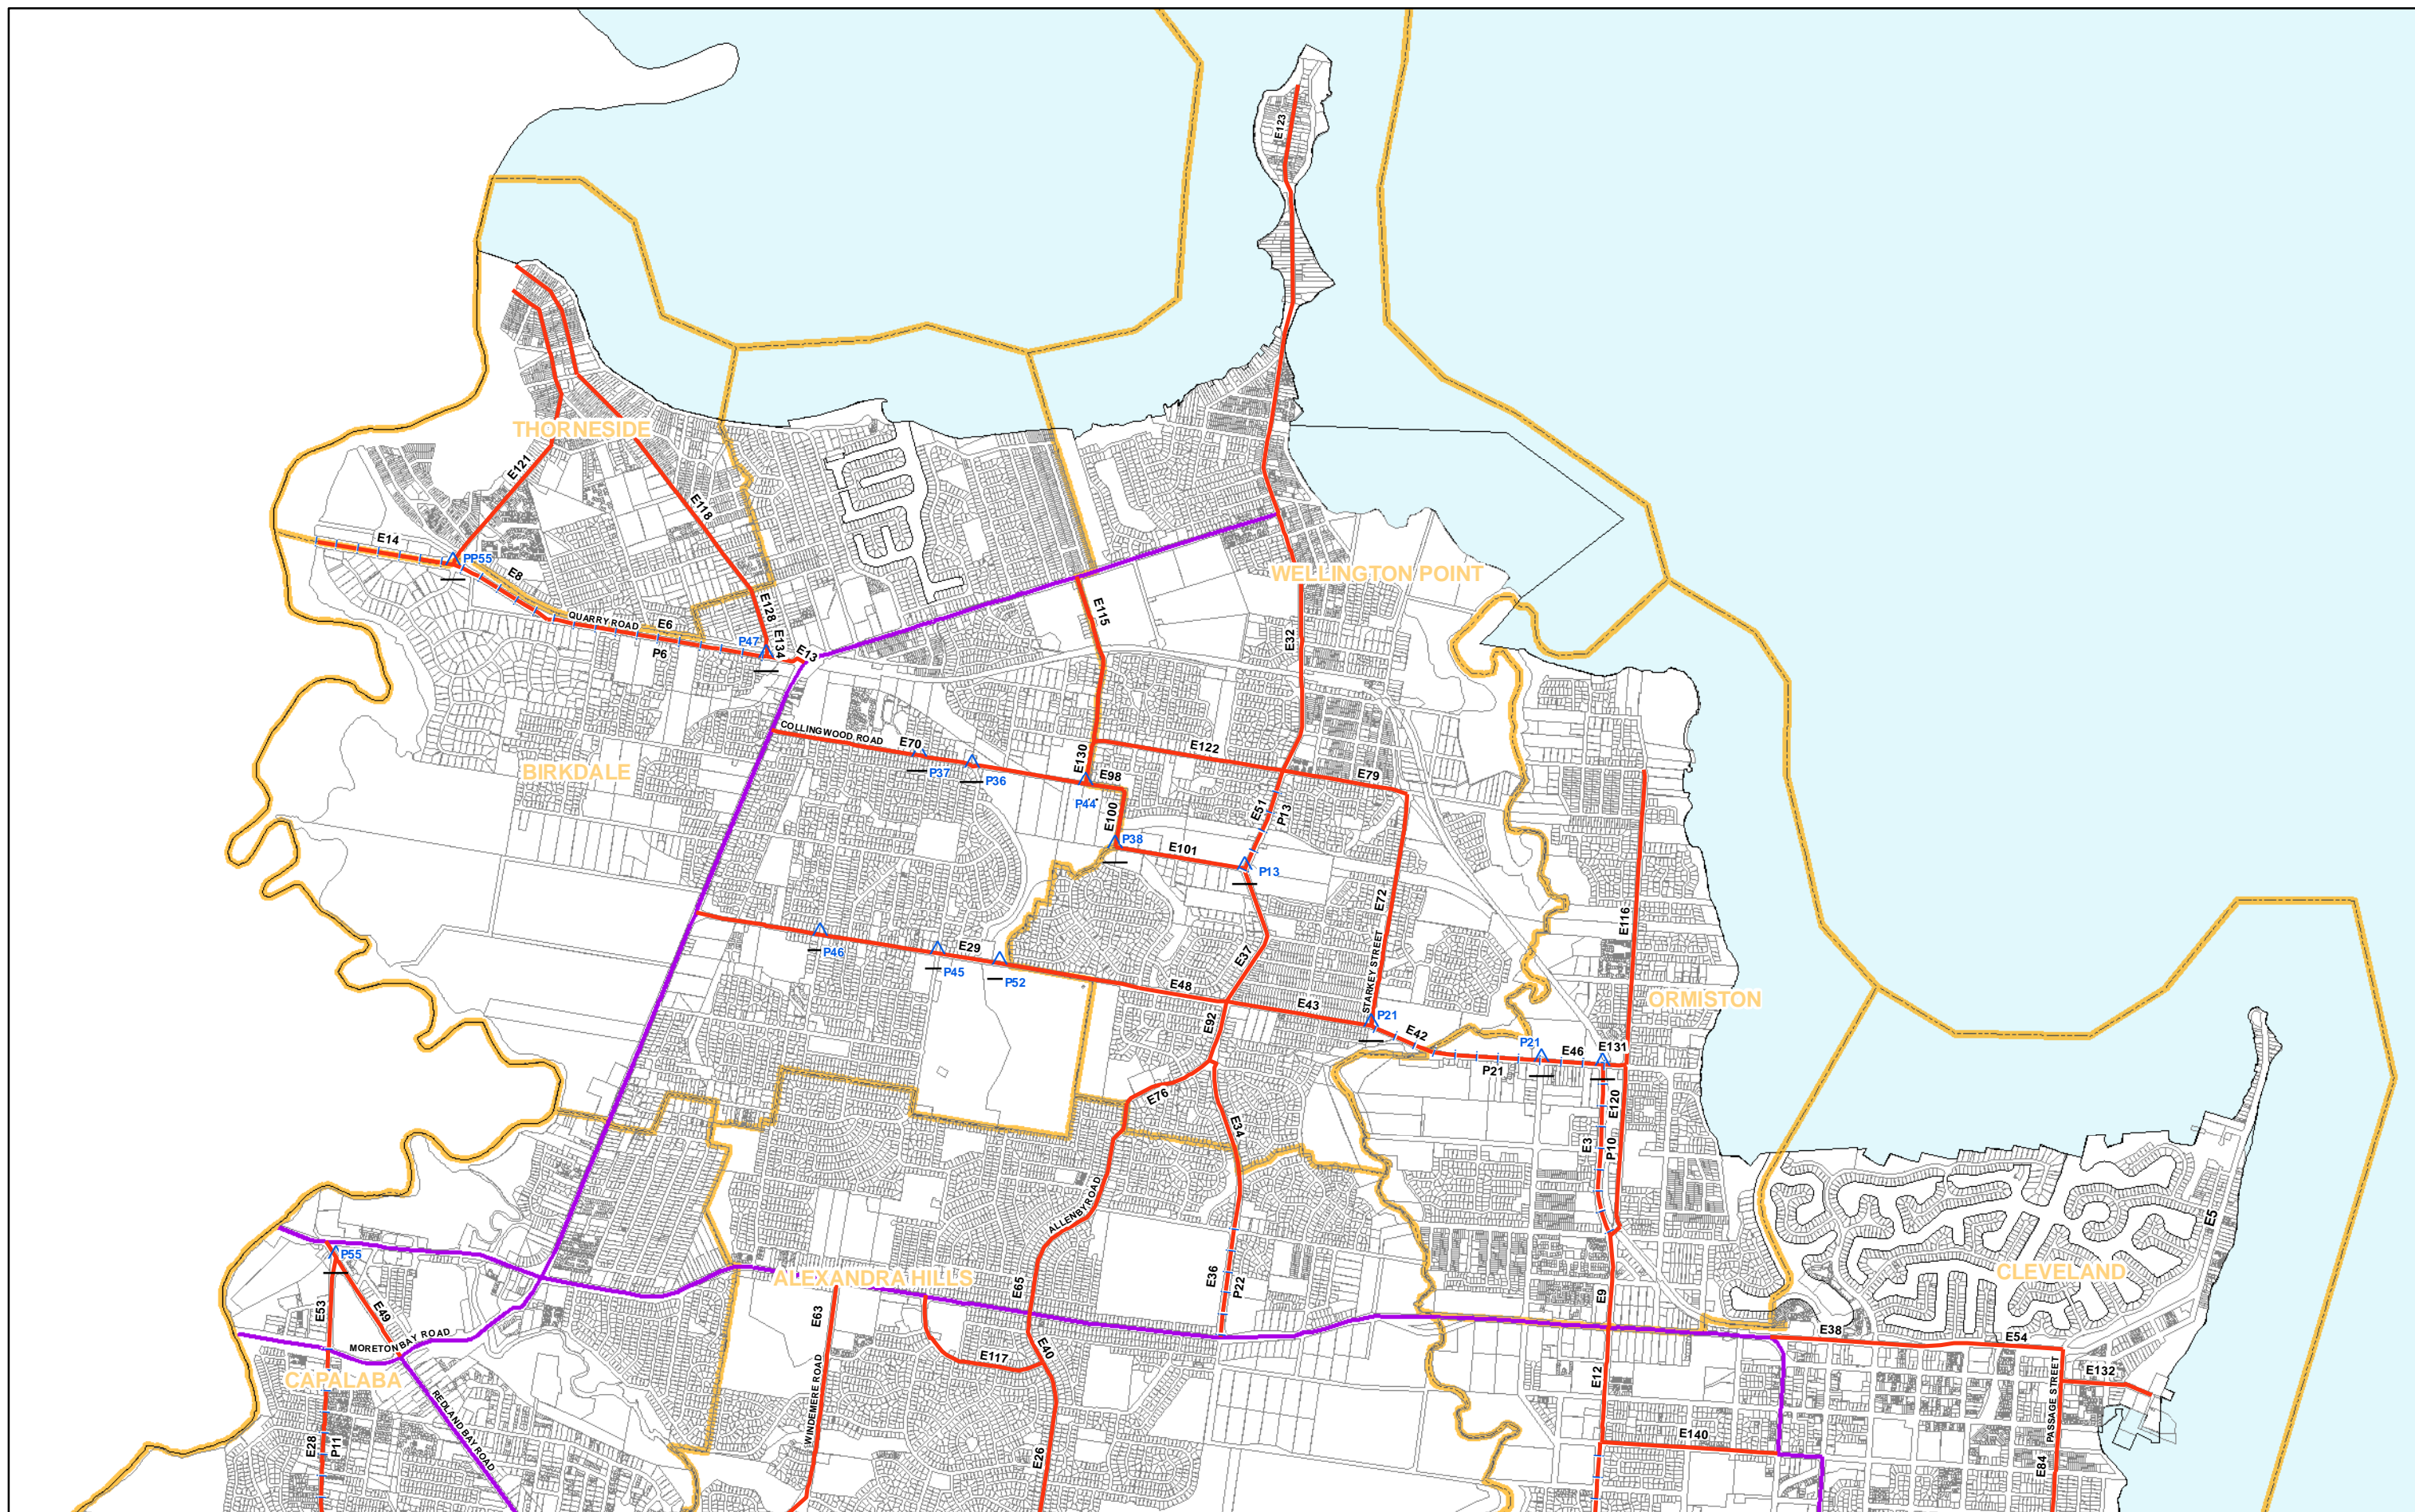 E123
THORNESIDE
E121
E118
E14
PP55
E8
QUARRY ROAD
E6
P6
P47
E128
E134
E13
WELLINGTON POINT
E115
E32
COLLINGWOOD ROAD
E70
P37
P36
E130
E98
P44
E122
E79
BIRKDALE
E100
P38
E101
E51
P13
P13
E72
STARKEY STREET
E116
P46
E29
P45
P52
E37
E48
E43
ORMISTON
P21
E42
P21
E46
E131
P21
E92
E76
E34
E120
E3
P10
ALLENBY ROAD
E5
P55
E53
E49
MORETON BAY ROAD
CAPALABA
REDLAND BAY ROAD
E28
P11
ALEXANDRA HILLS
E63
WINDEMERE ROAD
E65
E117
E40
E26
E36
P22
E9
E12
E140
CLEVELAND
E38
E54
E132
PASSAGE STREET
E84